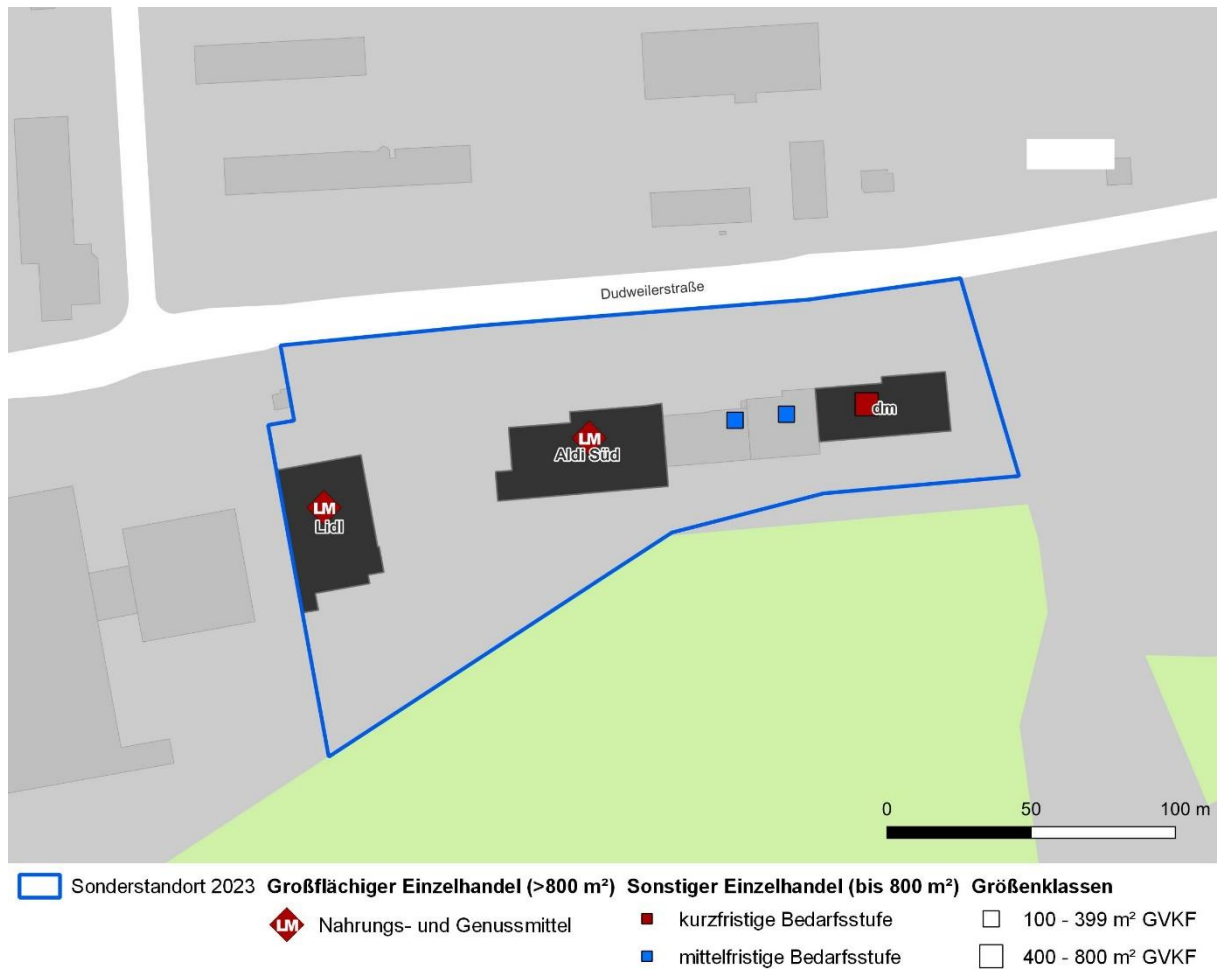 Dudweilerstraße
dm
LM
Aldi Süd
LM
Lidl
0 50 100 m
Sonderstandort 2023 Großflächiger Einzelhandel (>800 m²) Sonstiger Einzelhandel (bis 800 m²) Größenklassen
LM Nahrungs- und Genussmittel kurzfristige Bedarfsstufe 100 - 399 m² GVKF
mittelfristige Bedarfsstufe 400 - 800 m² GVKF